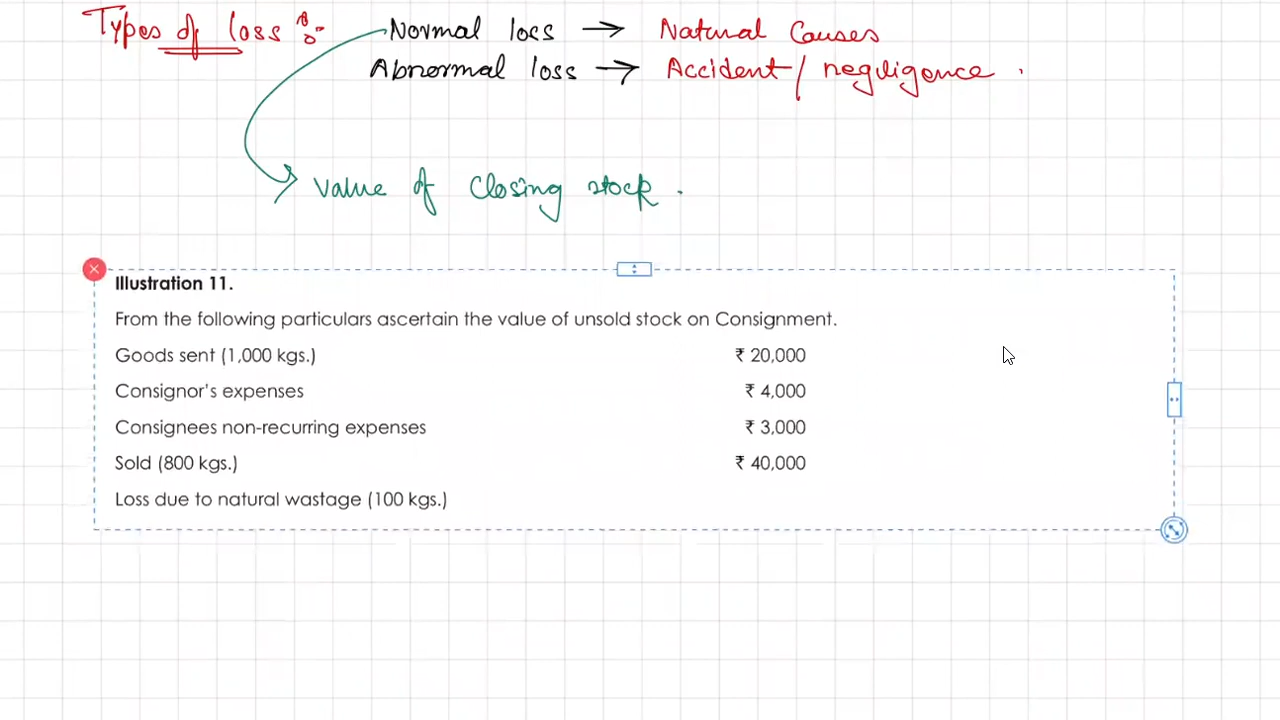 Types of loss :- Normal loss → Natural Causes
Abnormal loss → Accident / negligence.
Value of Closing stock.
Illustration 11.
From the following particulars ascertain the value of unsold stock on Consignment.
Goods sent (1,000 kgs.) ₹ 20,000
Consignor's expenses ₹ 4,000
Consignees non-recurring expenses ₹ 3,000
Sold (800 kgs.) ₹ 40,000
Loss due to natural wastage (100 kgs.)